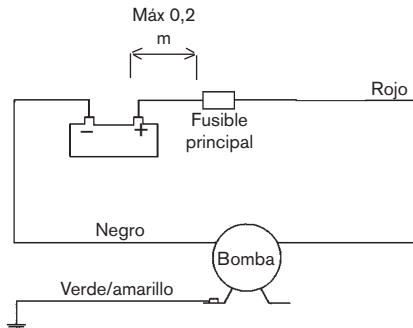 Máx 0,2
m
Rojo
− +
Fusible
principal
Negro
Bomba
Verde/amarillo